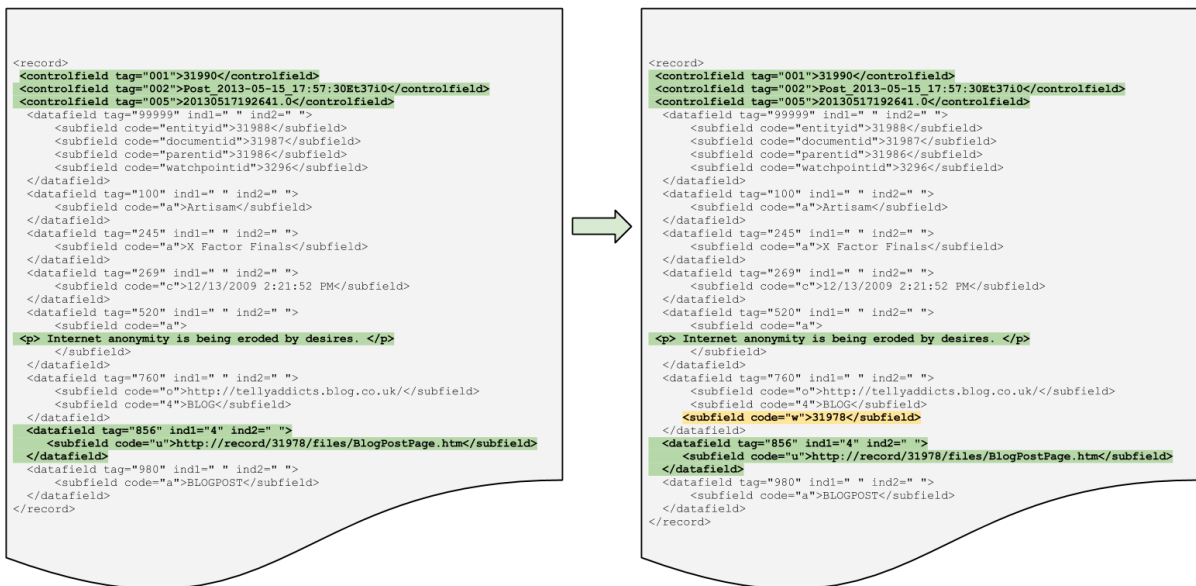 <record>
<controlfield tag="001">31990</controlfield>
<controlfield tag="002">Post_2013-05-15_17:57:30Et37i0</controlfield>
<controlfield tag="005">20130517192641.0</controlfield>
<datafield tag="99999" ind1=" " ind2=" ">
<subfield code="entityid">31988</subfield>
<subfield code="documentid">31987</subfield>
<subfield code="parentid">31986</subfield>
<subfield code="watchpointid">3296</subfield>
</datafield>
<datafield tag="100" ind1=" " ind2=" ">
<subfield code="a">Artisam</subfield>
</datafield>
<datafield tag="245" ind1=" " ind2=" ">
<subfield code="a">X Factor Finals</subfield>
</datafield>
<datafield tag="269" ind1=" " ind2=" ">
<subfield code="c">12/13/2009 2:21:52 PM</subfield>
</datafield>
<datafield tag="520" ind1=" " ind2=" ">
<subfield code="a">
<p> Internet anonymity is being eroded by desires. </p>
</subfield>
</datafield>
<datafield tag="760" ind1=" " ind2=" ">
<subfield code="o">http://tellyaddicts.blog.co.uk/</subfield>
<subfield code="4">BLOG</subfield>
</datafield>
<datafield tag="856" ind1="4" ind2=" ">
<subfield code="u">http://record/31978/files/BlogPostPage.htm</subfield>
</datafield>
<datafield tag="980" ind1=" " ind2=" ">
<subfield code="a">BLOGPOST</subfield>
</datafield>
</record>
<record>
<controlfield tag="001">31990</controlfield>
<controlfield tag="002">Post_2013-05-15_17:57:30Et37i0</controlfield>
<controlfield tag="005">20130517192641.0</controlfield>
<datafield tag="99999" ind1=" " ind2=" ">
<subfield code="entityid">31988</subfield>
<subfield code="documentid">31987</subfield>
<subfield code="parentid">31986</subfield>
<subfield code="watchpointid">3296</subfield>
</datafield>
<datafield tag="100" ind1=" " ind2=" ">
<subfield code="a">Artisam</subfield>
</datafield>
<datafield tag="245" ind1=" " ind2=" ">
<subfield code="a">X Factor Finals</subfield>
</datafield>
<datafield tag="269" ind1=" " ind2=" ">
<subfield code="c">12/13/2009 2:21:52 PM</subfield>
</datafield>
<datafield tag="520" ind1=" " ind2=" ">
<subfield code="a">
<p> Internet anonymity is being eroded by desires. </p>
</subfield>
</datafield>
<datafield tag="760" ind1=" " ind2=" ">
<subfield code="o">http://tellyaddicts.blog.co.uk/</subfield>
<subfield code="4">BLOG</subfield>
<subfield code="w">31978</subfield>
</datafield>
<datafield tag="856" ind1="4" ind2=" ">
<subfield code="u">http://record/31978/files/BlogPostPage.htm</subfield>
</datafield>
<datafield tag="980" ind1=" " ind2=" ">
<subfield code="a">BLOGPOST</subfield>
</datafield>
</record>